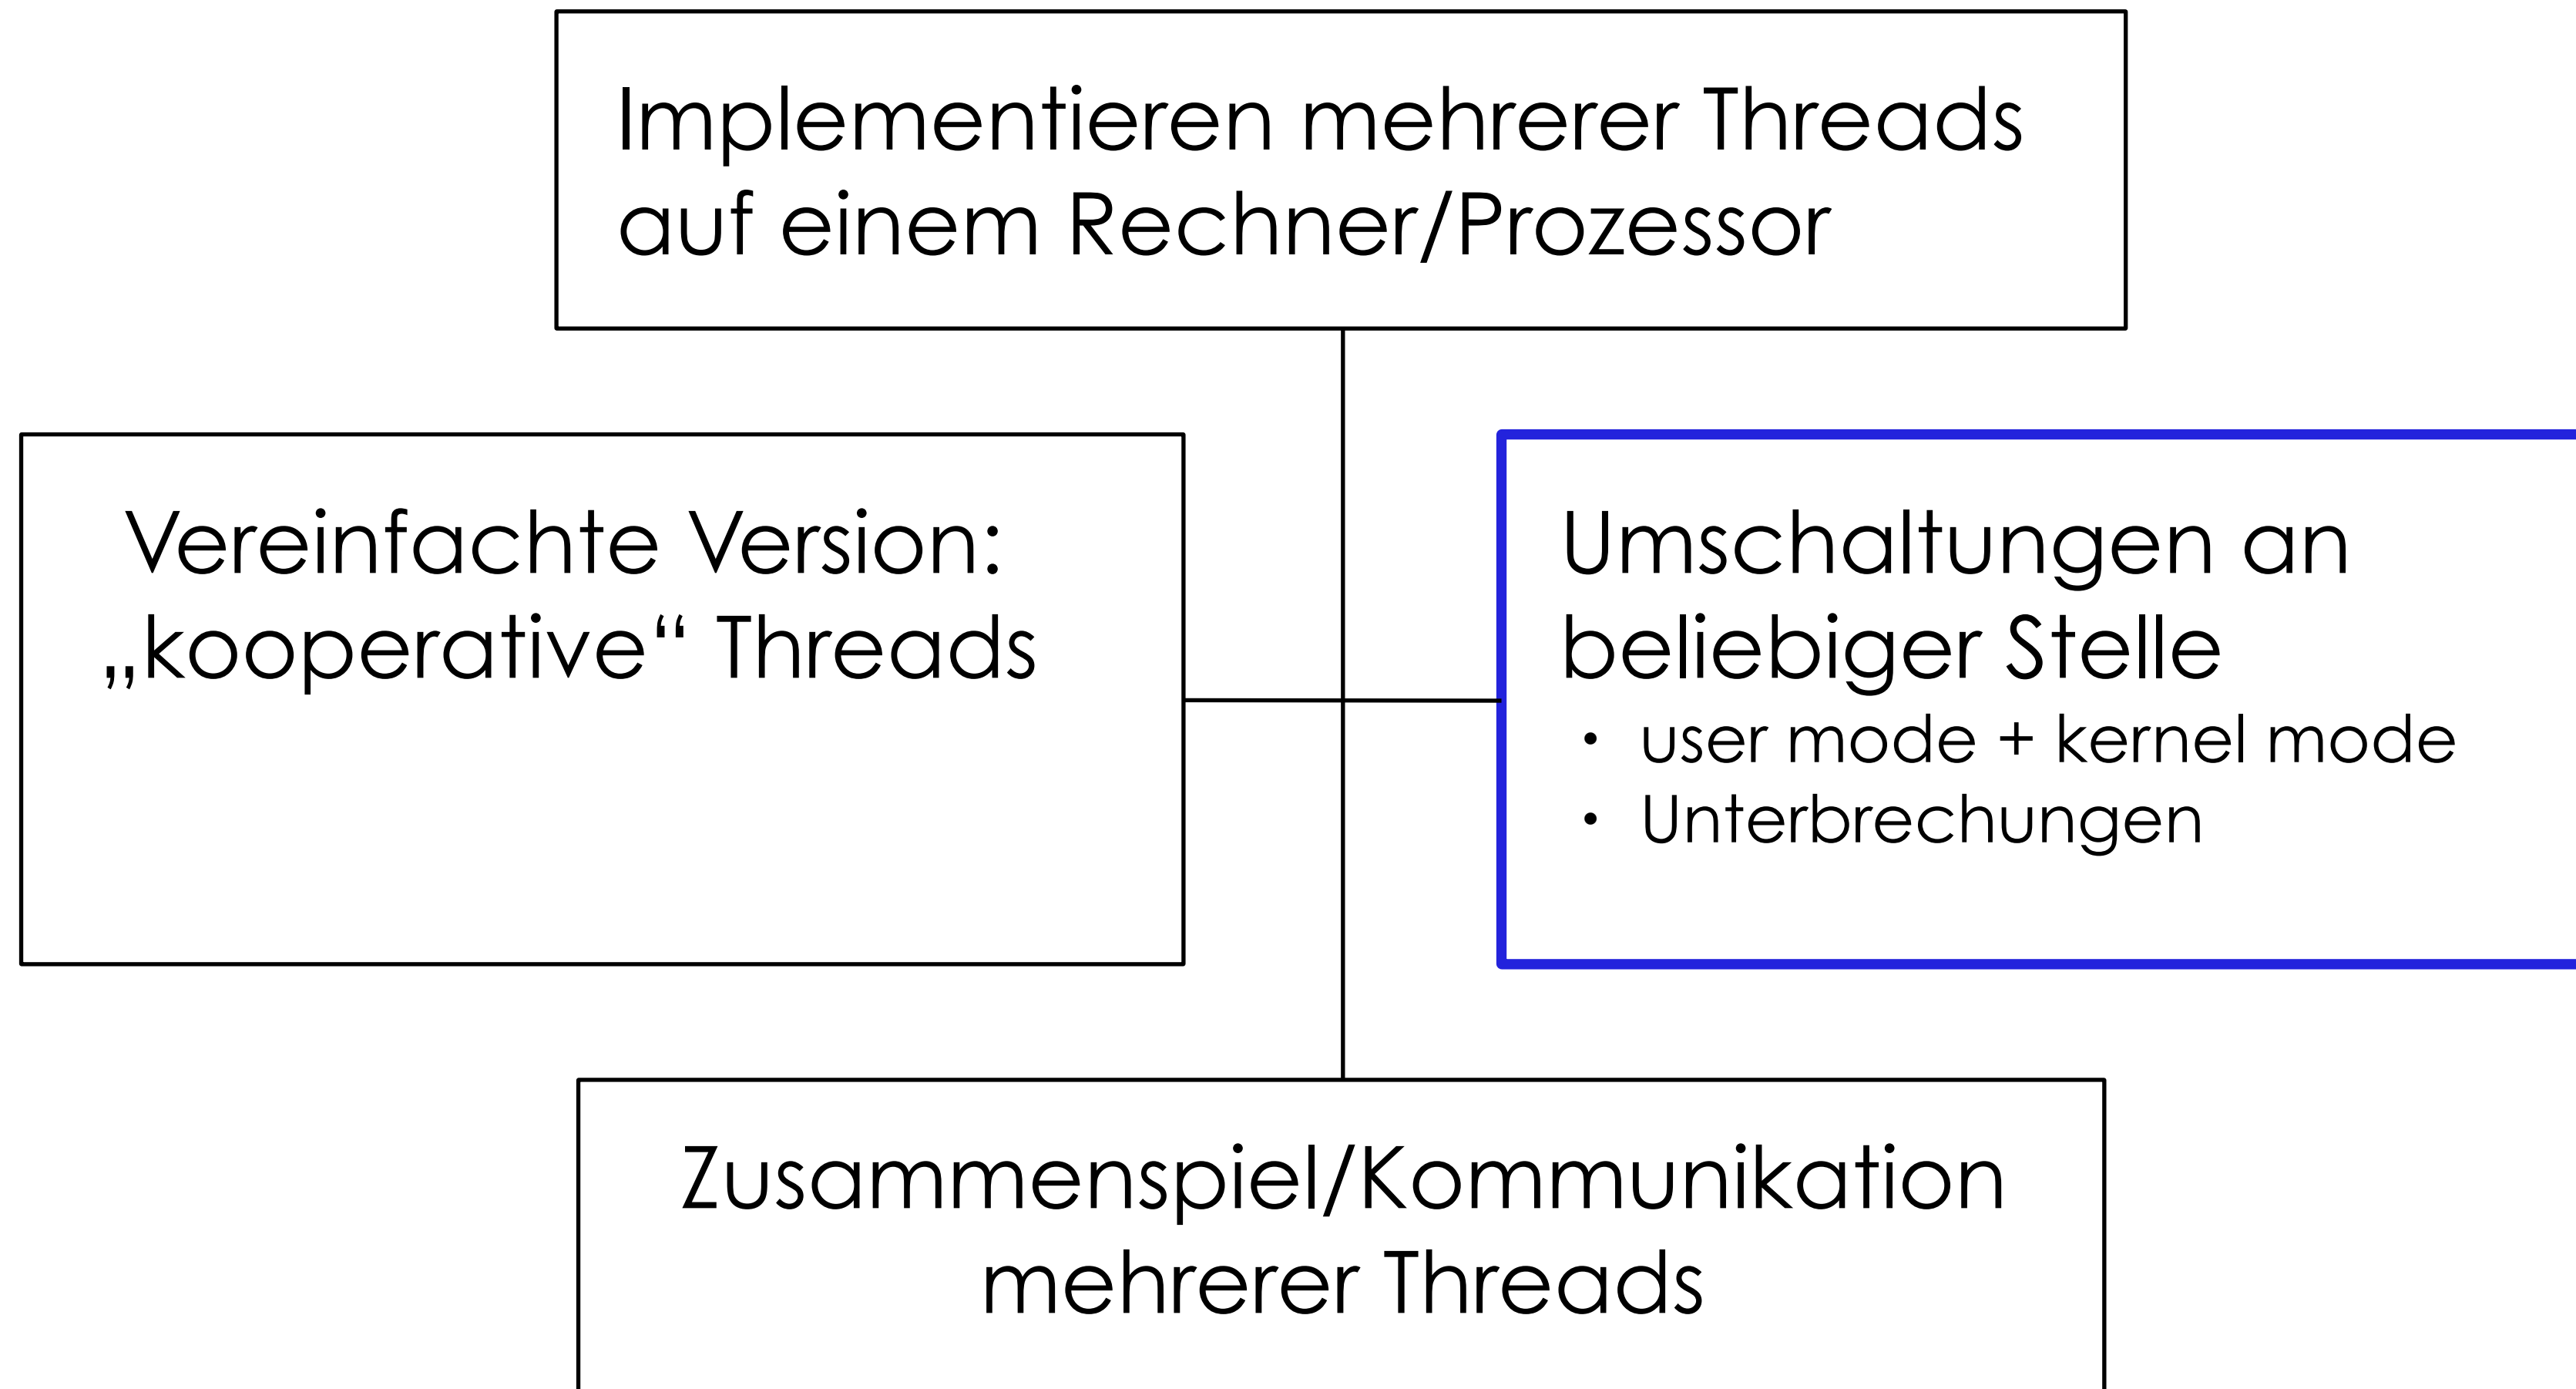 Implementieren mehrerer Threads
auf einem Rechner/Prozessor
Vereinfachte Version:
„kooperative“ Threads
Umschaltungen an
beliebiger Stelle
• user mode + kernel mode
• Unterbrechungen
Zusammenspiel/Kommunikation
mehrerer Threads